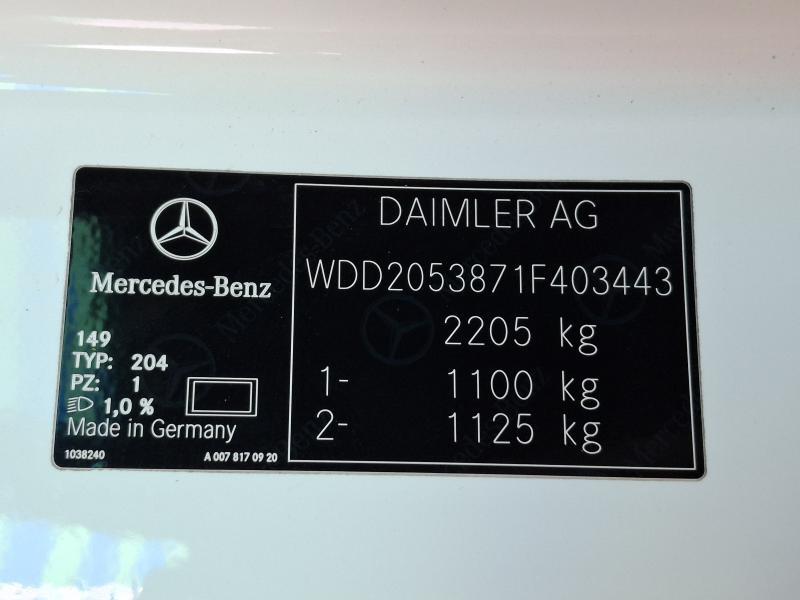 Mercedes-Benz
149
TYP: 204
PZ: 1
1,0 %
Made in Germany
1038240
A 007 817 09 20
DAIMLER AG
WDD2053871F403443
2205 kg
1- 1100 kg
2- 1125 kg